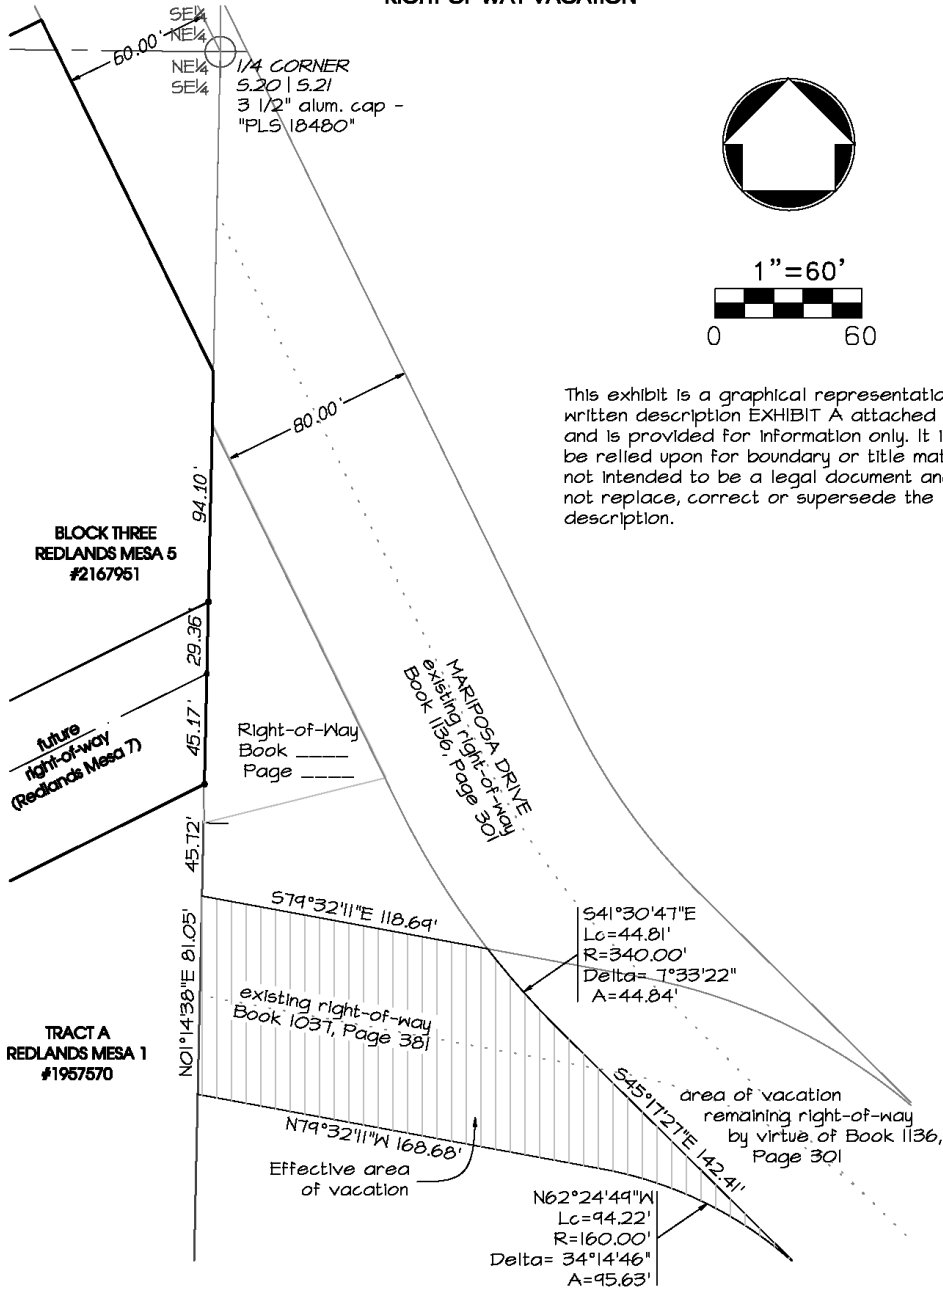 RIGHT OF WAY VACATION
SE¼
NE¼
60.00'
NE¼
SE¼
1/4 CORNER
S.20 | S.21
3 1/2" alum. cap -
"PLS 18480"
1"=60'
0 60
This exhibit is a graphical representatio
written description EXHIBIT A attached
and is provided for information only. It i
be relied upon for boundary or title mat
not intended to be a legal document an
not replace, correct or supersede the
description.
80.00'
94.10'
BLOCK THREE
REDLANDS MESA 5
#2167951
29.36'
45.17'
future
right-of-way
(Redlands Mesa 7)
Right-of-Way
Book ____
Page ____
MARIPOSA DRIVE
existing right-of-way
Book 1136, Page 301
45.72'
S79°32'11"E 118.69'
S41°30'47"E
Lc=44.81'
R=340.00'
Delta= 7°33'22"
A=44.84'
N01°14'38"E 81.05'
existing right-of-way
Book 1037, Page 381
TRACT A
REDLANDS MESA 1
#1957570
S45°17'27"E 142.41'
area of vacation
remaining right-of-way
by virtue of Book 1136,
Page 301
N79°32'11"W 168.68'
Effective area
of vacation
N62°24'49"W
Lc=94.22'
R=160.00'
Delta= 34°14'46"
A=95.63'